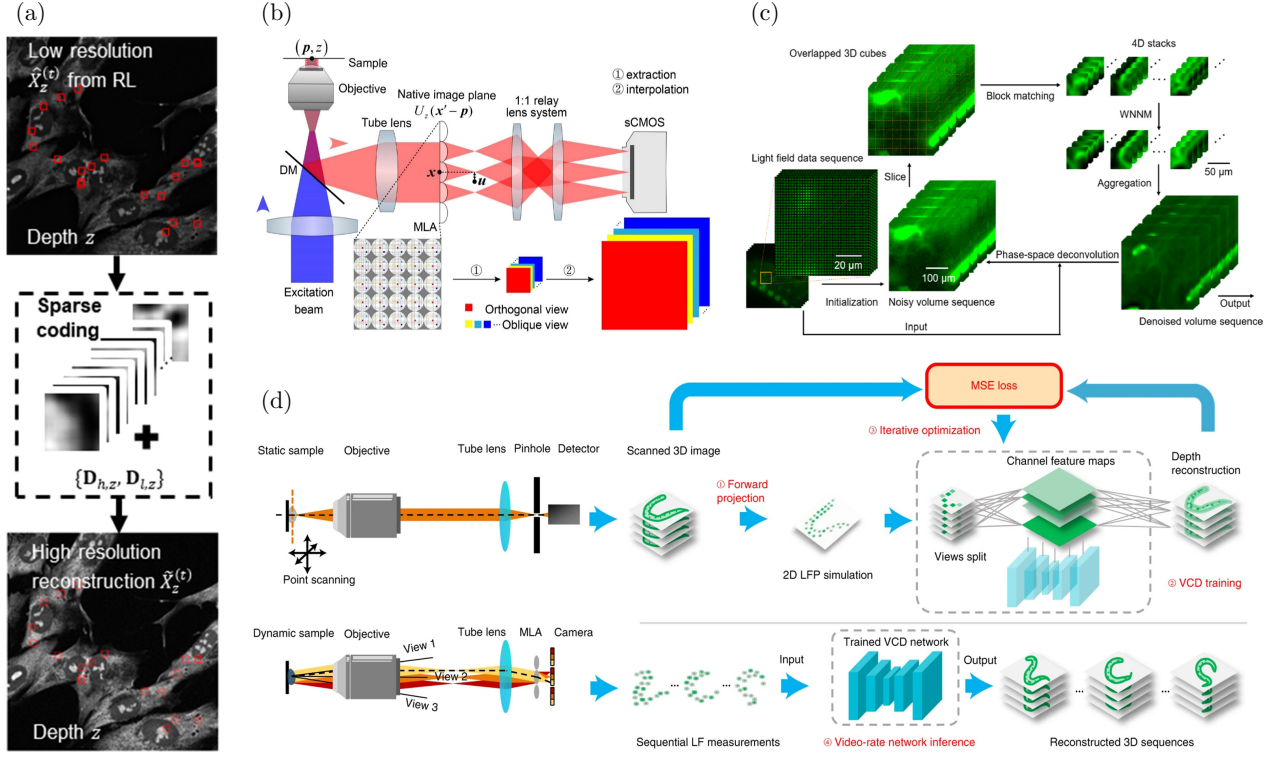 (a)
Low resolution
X̂_z^(t) from RL
Depth z
Sparse
coding
{D_h,z, D_l,z}
High resolution
reconstruction X̃_z^(t)
Depth z
(b)
(p, z)
Sample
Objective
Native image plane
U_z(x′ − p)
1:1 relay
lens system
① extraction
② interpolation
sCMOS
Tube lens
DM
x
u
MLA
Excitation
beam
①
②
Orthogonal view
··· Oblique view
(c)
Overlapped 3D cubes
4D stacks
Block matching
WNNM
Light field data sequence
Slice
Aggregation
50 μm
20 μm
100 μm
Phase-space deconvolution
Initialization
Noisy volume sequence
Output
Input
Denoised volume sequence
(d)
MSE loss
③ Iterative optimization
Static sample
Objective
Tube lens
Pinhole
Detector
Scanned 3D image
① Forward
projection
Channel feature maps
Depth
reconstruction
Point scanning
2D LFP simulation
Views split
② VCD training
Dynamic sample
Objective
Tube lens
MLA
Camera
View 1
View 2
View 3
Trained VCD network
Input
Output
... ...
... ...
Sequential LF measurements
④ Video-rate network inference
Reconstructed 3D sequences